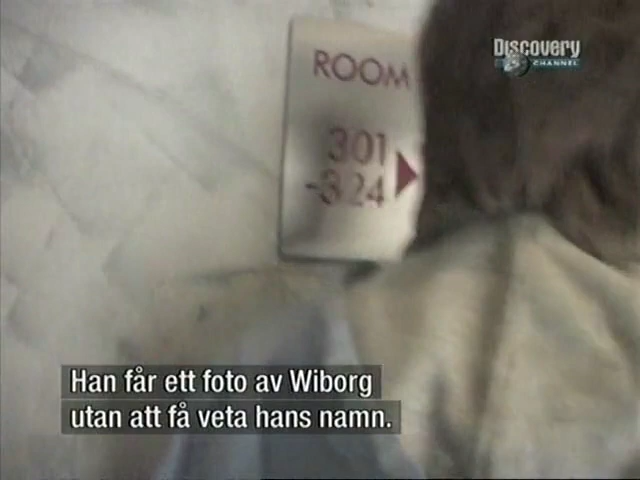 Discovery
CHANNEL
ROOM
301
-324
Han får ett foto av Wiborg
utan att få veta hans namn.